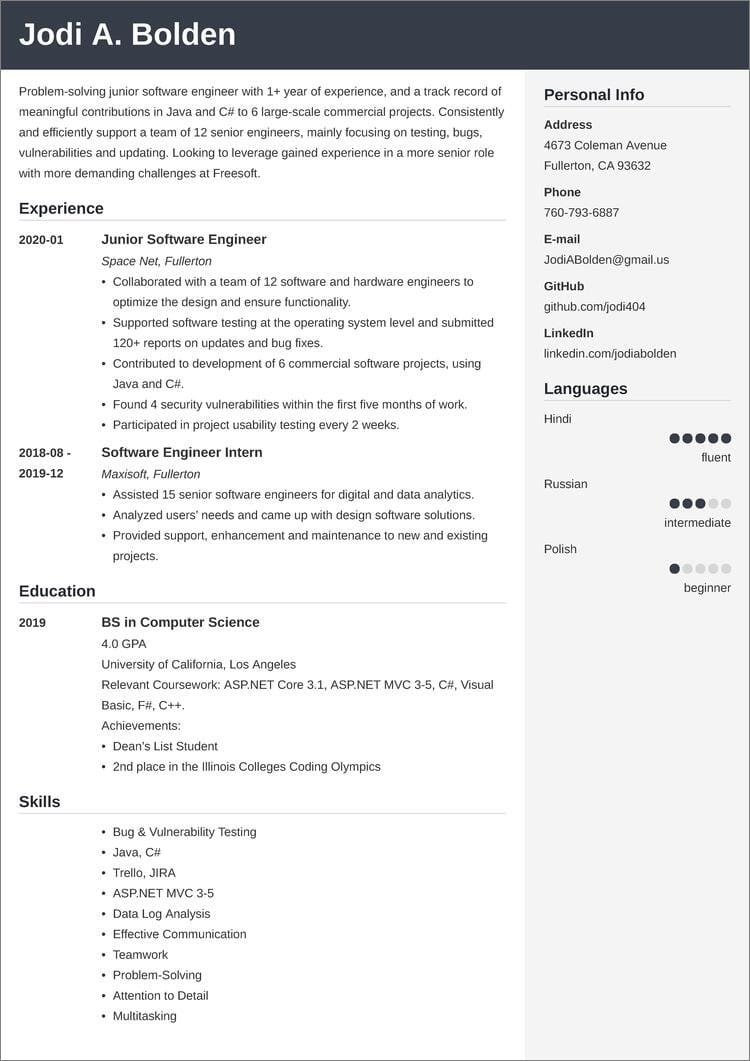 Jodi A. Bolden
Problem-solving junior software engineer with 1+ year of experience, and a track record of
meaningful contributions in Java and C# to 6 large-scale commercial projects. Consistently
and efficiently support a team of 12 senior engineers, mainly focusing on testing, bugs,
vulnerabilities and updating. Looking to leverage gained experience in a more senior role
with more demanding challenges at Freesoft.
Experience
2020-01
Junior Software Engineer
Space Net, Fullerton
• Collaborated with a team of 12 software and hardware engineers to
optimize the design and ensure functionality.
• Supported software testing at the operating system level and submitted
120+ reports on updates and bug fixes.
• Contributed to development of 6 commercial software projects, using
Java and C#.
• Found 4 security vulnerabilities within the first five months of work.
• Participated in project usability testing every 2 weeks.
2018-08 -
2019-12
Software Engineer Intern
Maxisoft, Fullerton
• Assisted 15 senior software engineers for digital and data analytics.
• Analyzed users' needs and came up with design software solutions.
• Provided support, enhancement and maintenance to new and existing
projects.
Education
2019
BS in Computer Science
4.0 GPA
University of California, Los Angeles
Relevant Coursework: ASP.NET Core 3.1, ASP.NET MVC 3-5, C#, Visual
Basic, F#, C++.
Achievements:
• Dean's List Student
• 2nd place in the Illinois Colleges Coding Olympics
Skills
• Bug & Vulnerability Testing
• Java, C#
• Trello, JIRA
• ASP.NET MVC 3-5
• Data Log Analysis
• Effective Communication
• Teamwork
• Problem-Solving
• Attention to Detail
• Multitasking
Personal Info
Address
4673 Coleman Avenue
Fullerton, CA 93632
Phone
760-793-6887
E-mail
JodiABolden@gmail.us
GitHub
github.com/jodi404
LinkedIn
linkedin.com/jodiabolden
Languages
Hindi
fluent
Russian
intermediate
Polish
beginner